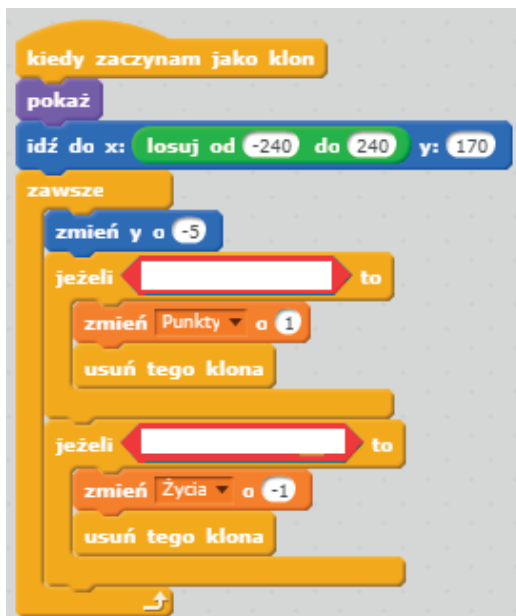 kiedy zaczynam jako klon
pokaż
idź do x: losuj od -240 do 240 y: 170
zawsze
zmień y o -5
jeżeli to
zmień Punkty o 1
usuń tego klona
jeżeli to
zmień Życia o -1
usuń tego klona